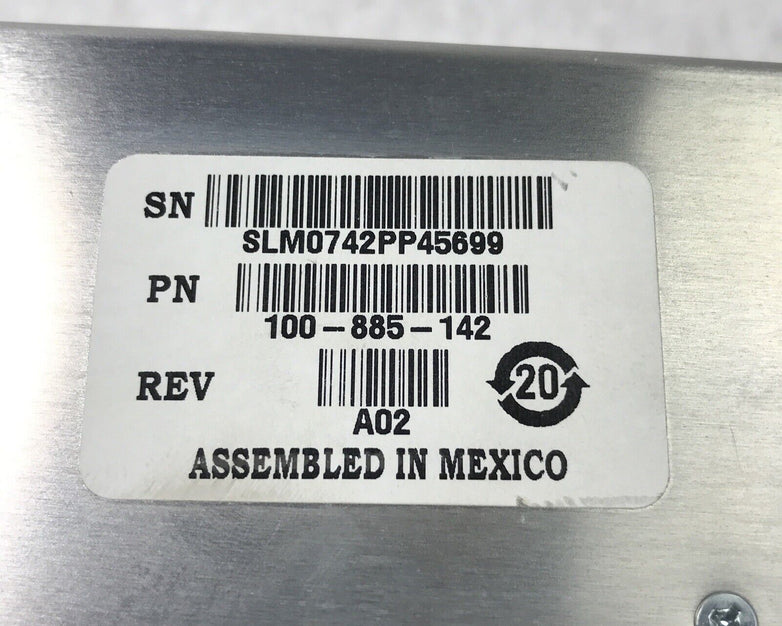 SN
SLM0742PP45699
PN
100-885-142
REV
A02
20
ASSEMBLED IN MEXICO